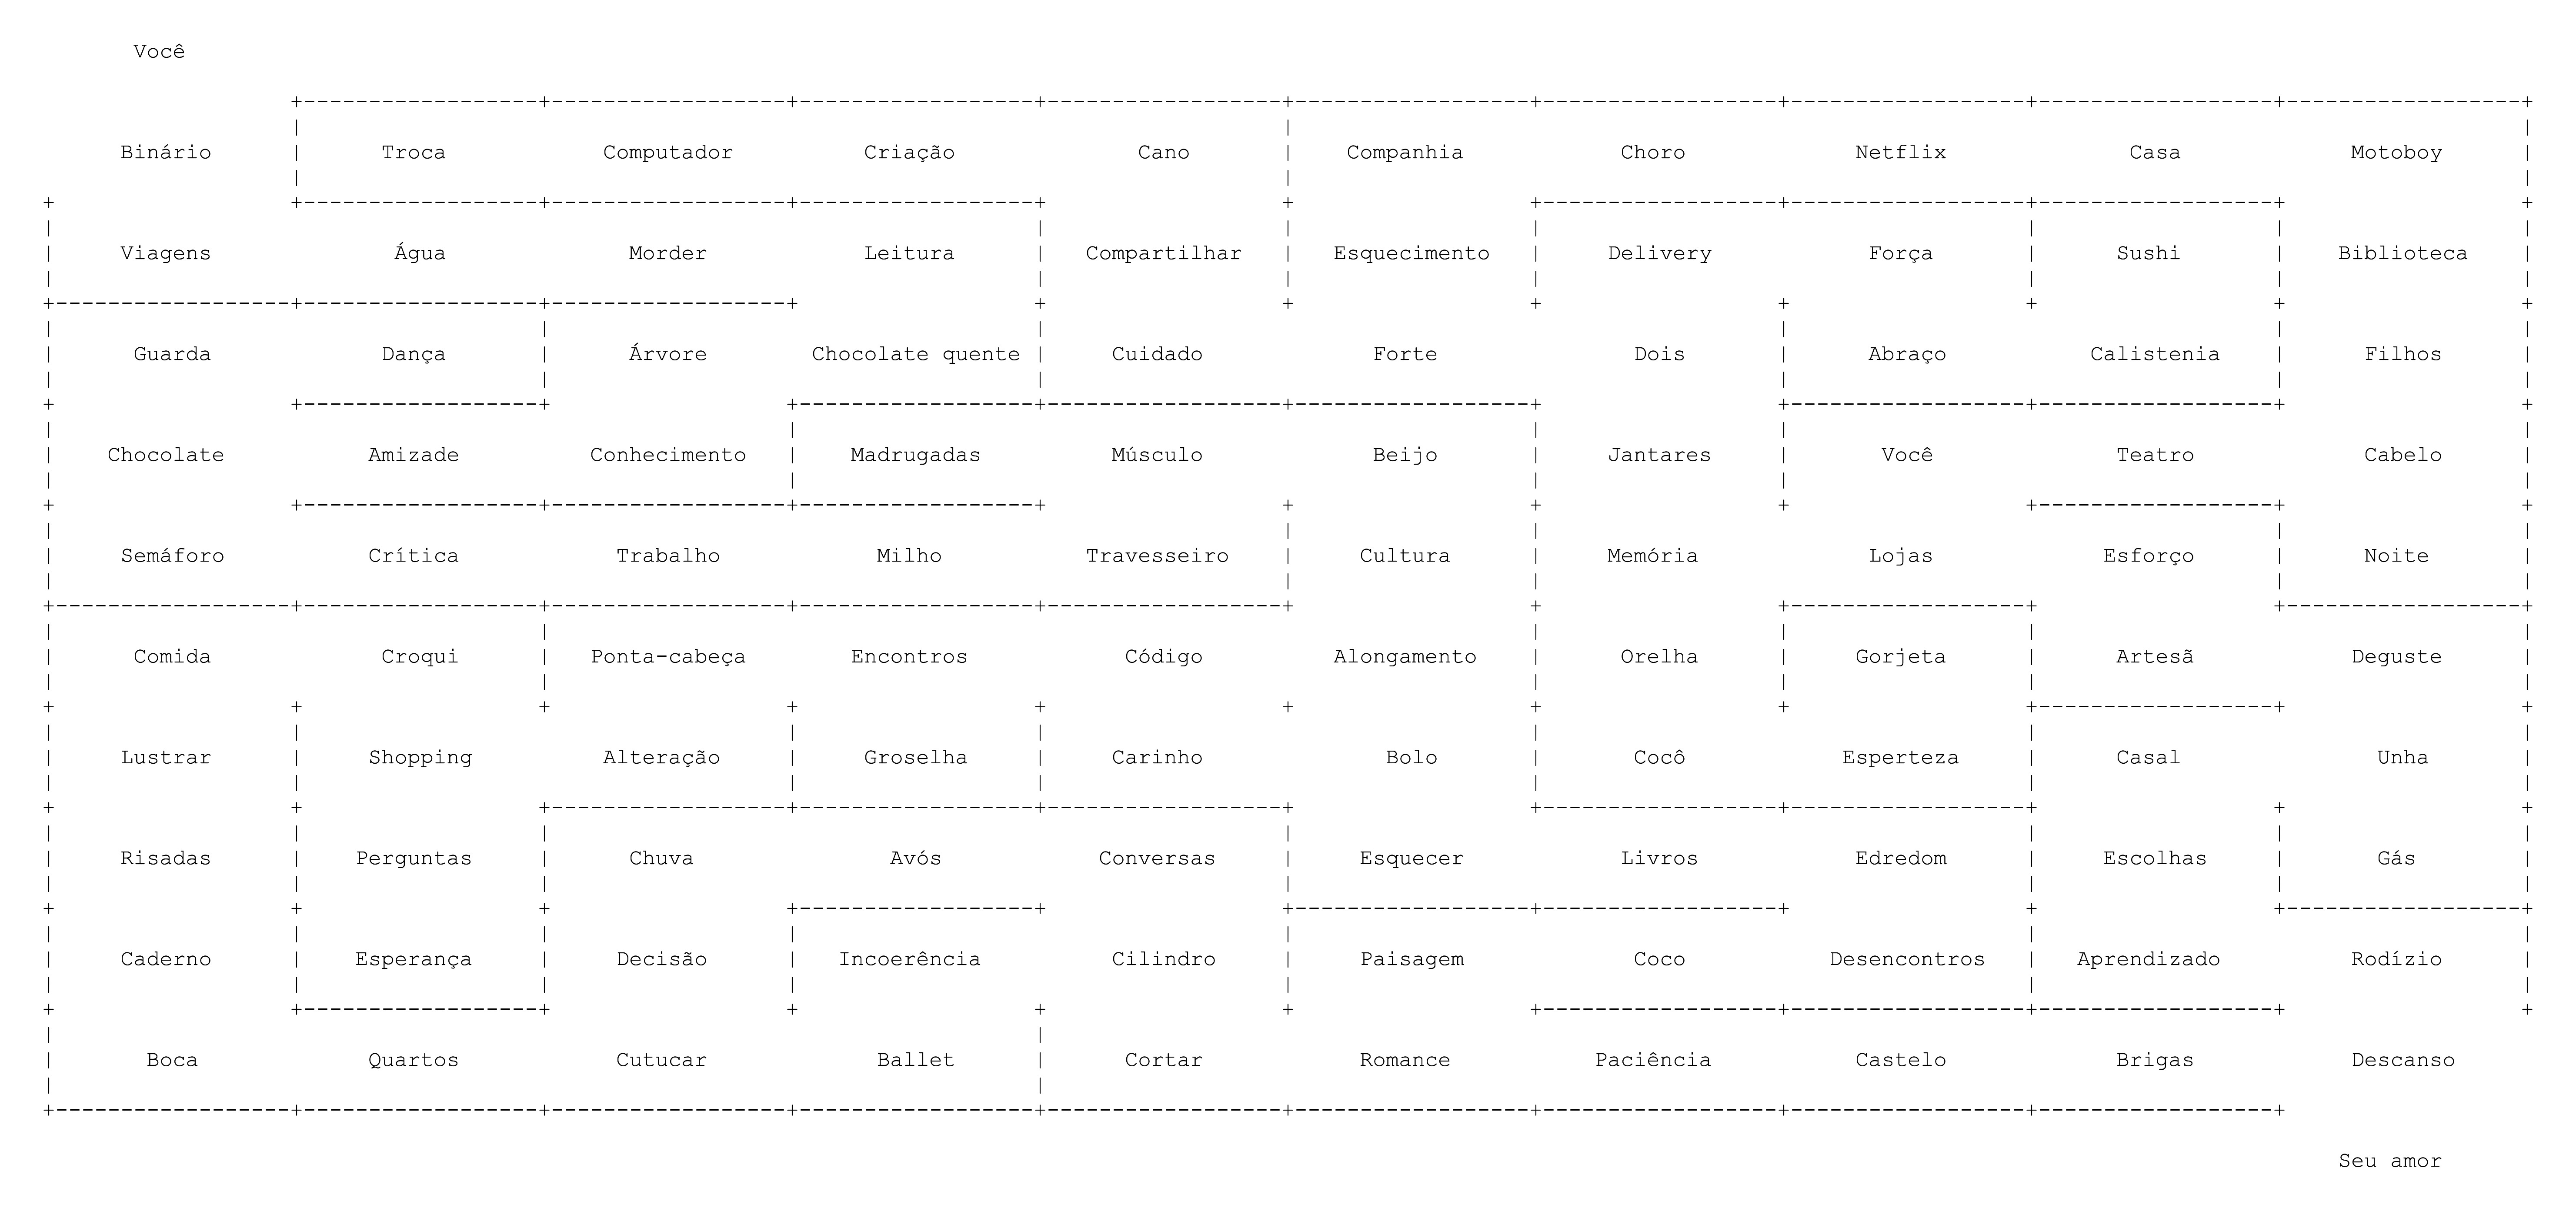 Você
Binário Troca Computador Criação Cano Companhia Choro Netflix Casa Motoboy
Viagens Água Morder Leitura Compartilhar Esquecimento Delivery Força Sushi Biblioteca
Guarda Dança Árvore Chocolate quente Cuidado Forte Dois Abraço Calistenia Filhos
Chocolate Amizade Conhecimento Madrugadas Músculo Beijo Jantares Você Teatro Cabelo
Semáforo Crítica Trabalho Milho Travesseiro Cultura Memória Lojas Esforço Noite
Comida Croqui Ponta-cabeça Encontros Código Alongamento Orelha Gorjeta Artesã Deguste
Lustrar Shopping Alteração Groselha Carinho Bolo Cocô Esperteza Casal Unha
Risadas Perguntas Chuva Avós Conversas Esquecer Livros Edredom Escolhas Gás
Caderno Esperança Decisão Incoerência Cilindro Paisagem Coco Desencontros Aprendizado Rodízio
Boca Quartos Cutucar Ballet Cortar Romance Paciência Castelo Brigas Descanso
Seu amor